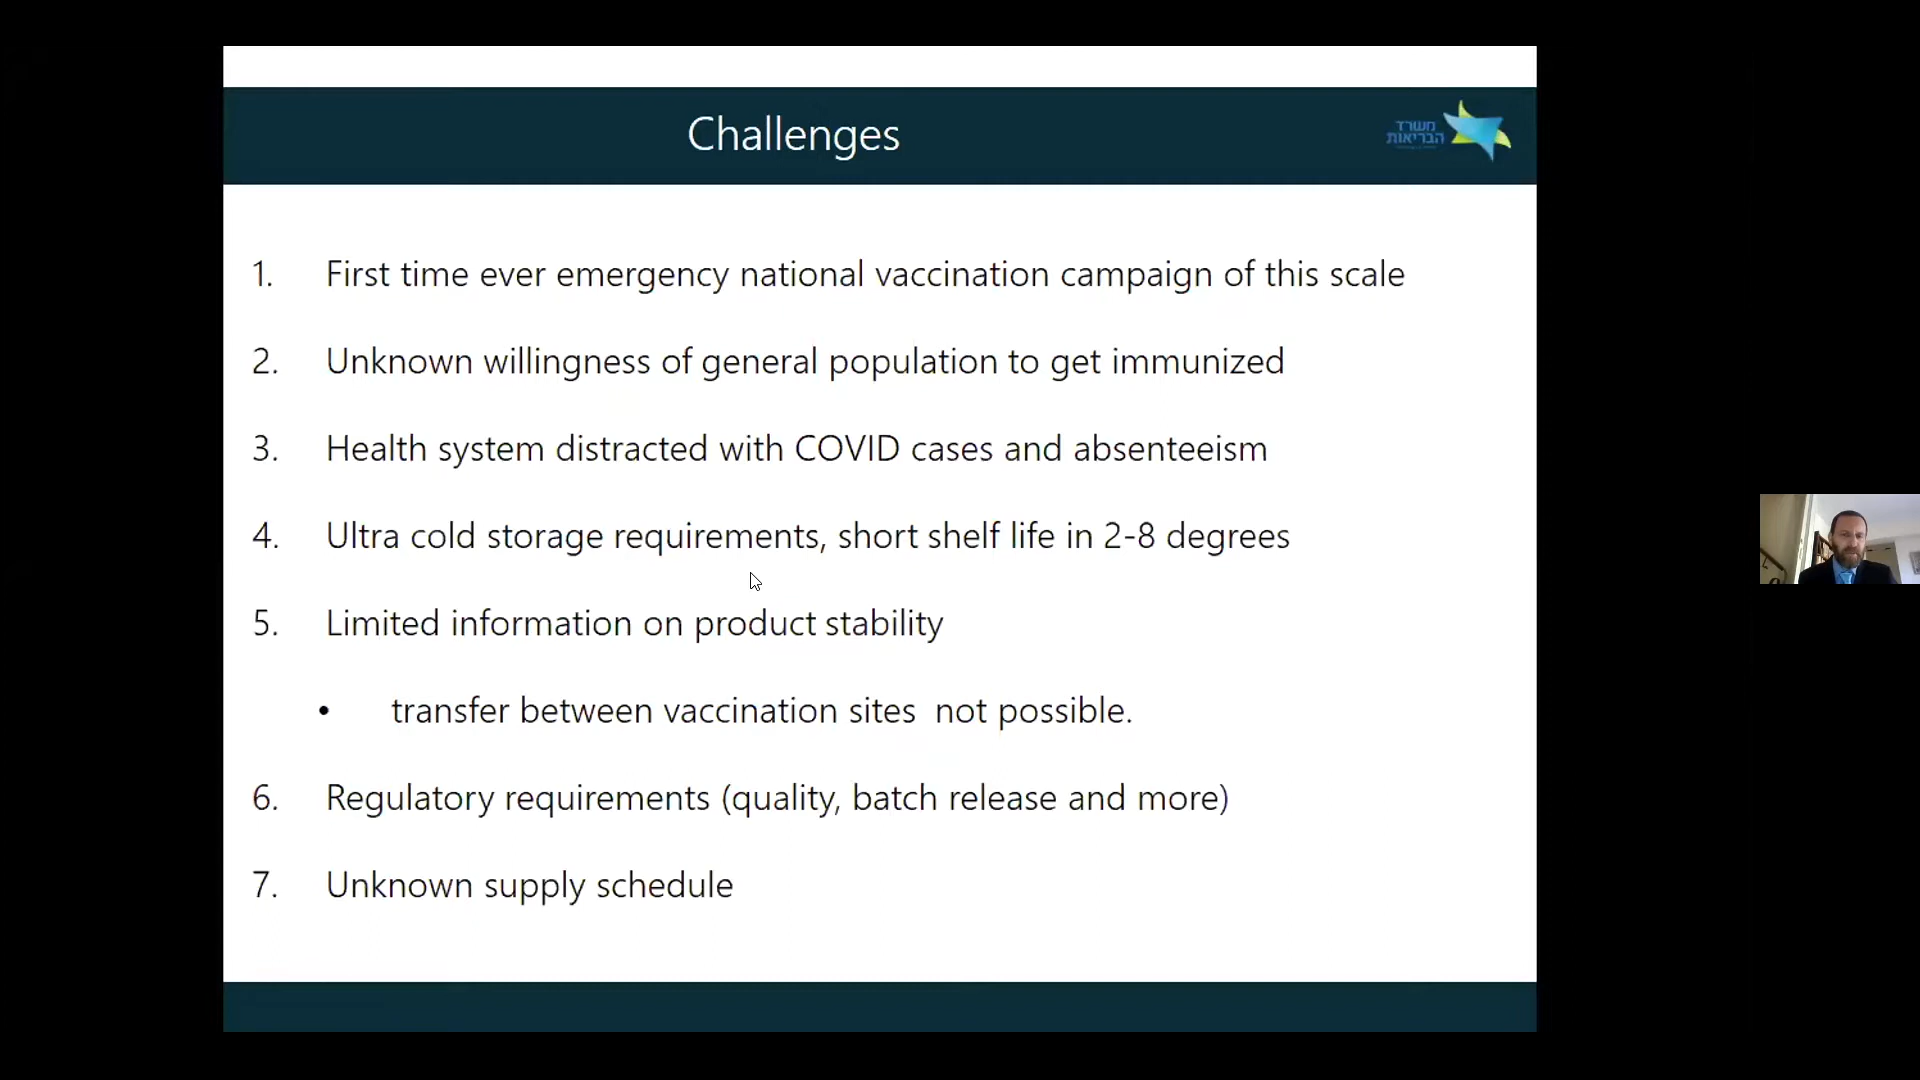 Challenges
משרד
הבריאות
1. First time ever emergency national vaccination campaign of this scale
2. Unknown willingness of general population to get immunized
3. Health system distracted with COVID cases and absenteeism
4. Ultra cold storage requirements, short shelf life in 2-8 degrees
5. Limited information on product stability
• transfer between vaccination sites  not possible.
6. Regulatory requirements (quality, batch release and more)
7. Unknown supply schedule